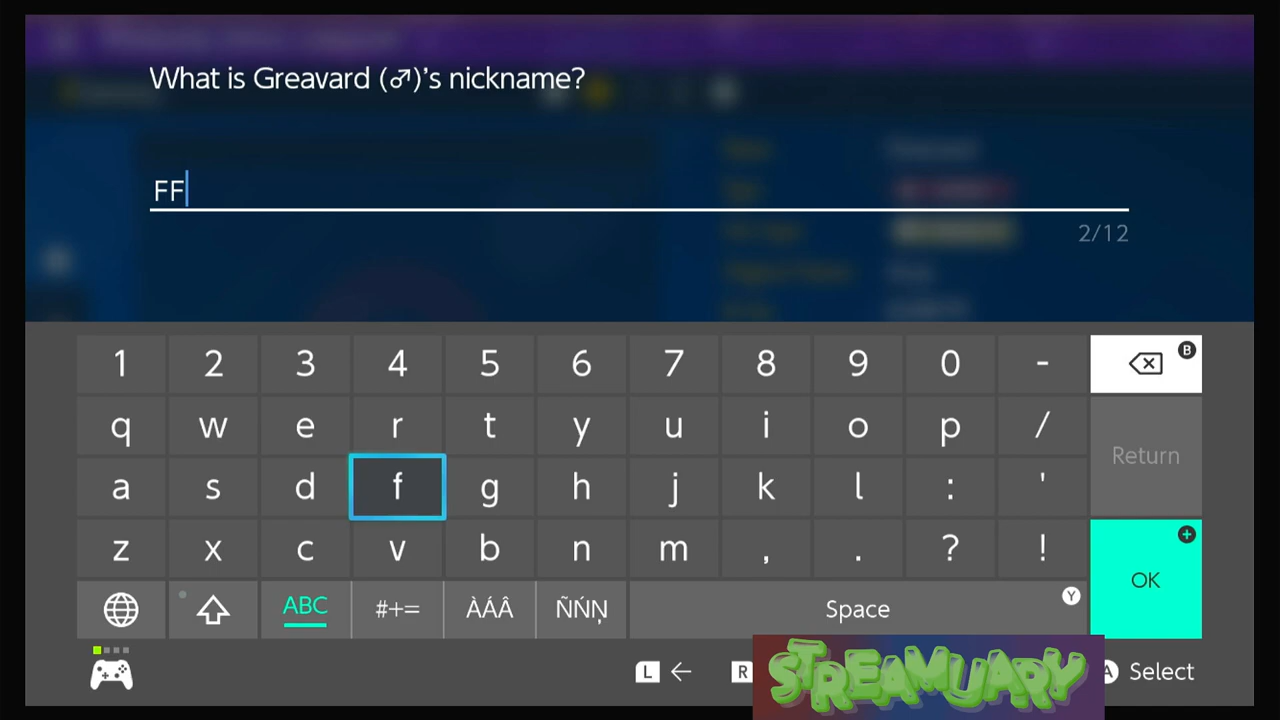 What is Greavard (♂)'s nickname?
FF
2/12
1 2 3 4 5 6 7 8 9 0 - B
q w e r t y u i o p /
Return
a s d f g h j k l : '
z x c v b n m , . ? !
+
OK
ABC #+= ÀÁÂ ÑŃŅ Space Y
L ← R A Select
STREAMUARY